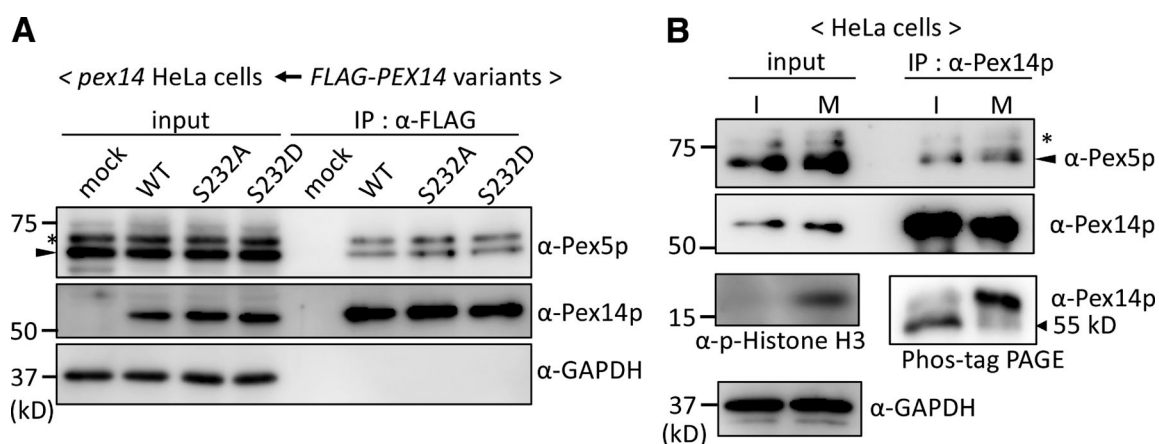 A
< pex14 HeLa cells ← FLAG-PEX14 variants >
input IP : α-FLAG
mock WT S232A S232D mock WT S232A S232D
75
*
α-Pex5p
α-Pex14p
50
37 α-GAPDH
(kD)
B
< HeLa cells >
input IP : α-Pex14p
I M I M
75 *
α-Pex5p
α-Pex14p
50
α-Pex14p
15 55 kD
α-p-Histone H3 Phos-tag PAGE
37 α-GAPDH
(kD)